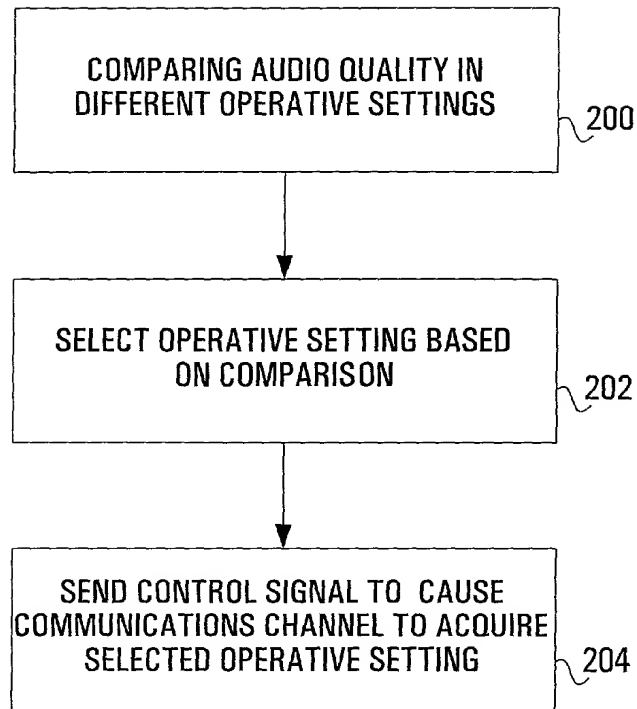 COMPARING AUDIO QUALITY IN
DIFFERENT OPERATIVE SETTINGS
200
SELECT OPERATIVE SETTING BASED
ON COMPARISON
202
SEND CONTROL SIGNAL TO CAUSE
COMMUNICATIONS CHANNEL TO ACQUIRE
SELECTED OPERATIVE SETTING
204